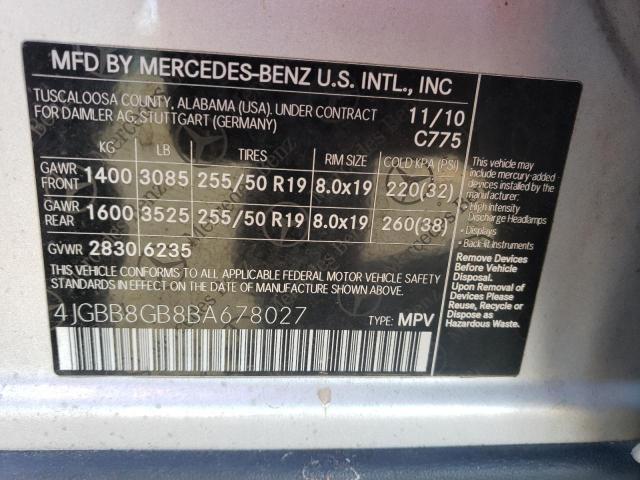 MFD BY MERCEDES-BENZ U.S. INTL., INC
TUSCALOOSA COUNTY, ALABAMA (USA). UNDER CONTRACT
FOR DAIMLER AG, STUTTGART (GERMANY)
11/10
C775
KG LB TIRES RIM SIZE COLD KPA (PSI)
GAWR FRONT 1400 3085 255/50 R19 8.0x19 220(32)
GAWR REAR 1600 3525 255/50 R19 8.0x19 260(38)
GVWR 2830 6235
THIS VEHICLE CONFORMS TO ALL APPLICABLE FEDERAL MOTOR VEHICLE SAFETY
STANDARDS IN EFFECT ON THE DATE OF MANUFACTURE SHOWN ABOVE.
4JGBB8GB8BA678027
TYPE: MPV
This vehicle may
include mercury-added
devices installed by the
manufacturer:
• High intensity
Discharge Headlamps
• Displays
• Back lit Instruments
Remove Devices
Before Vehicle
Disposal.
Upon Removal of
Devices Please
Reuse, Recycle or
Dispose as
Hazardous Waste.